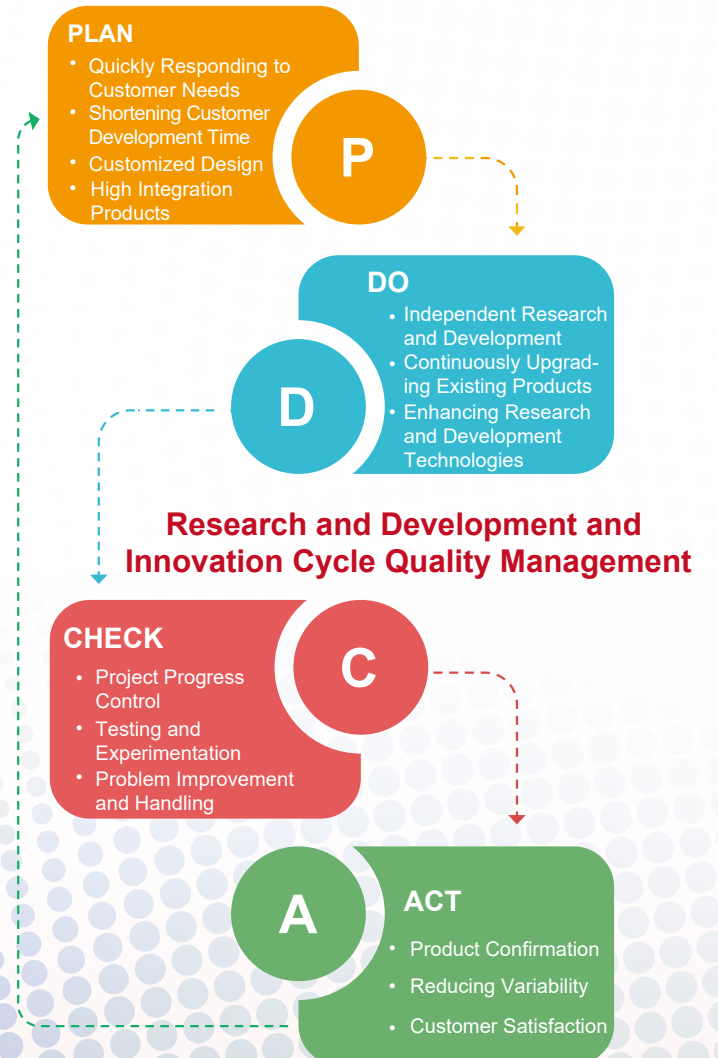 PLAN
• Quickly Responding to
Customer Needs
• Shortening Customer
Development Time
• Customized Design
• High Integration
Products
P
DO
• Independent Research
and Development
• Continuously Upgrad-
ing Existing Products
• Enhancing Research
and Development
Technologies
D
Research and Development and
Innovation Cycle Quality Management
CHECK
• Project Progress
Control
• Testing and
Experimentation
• Problem Improvement
and Handling
C
A
ACT
• Product Confirmation
• Reducing Variability
• Customer Satisfaction